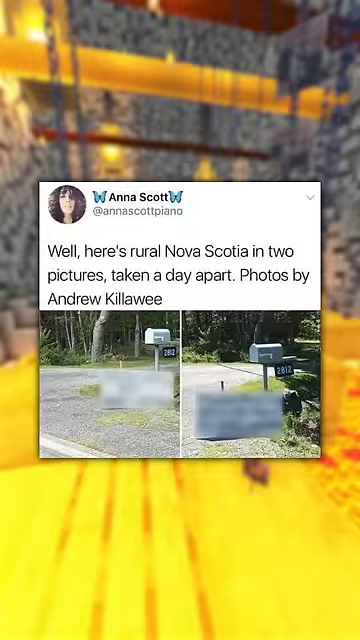 Anna Scott
@annascottpiano
Well, here's rural Nova Scotia in two
pictures, taken a day apart. Photos by
Andrew Killawee
2812
2812